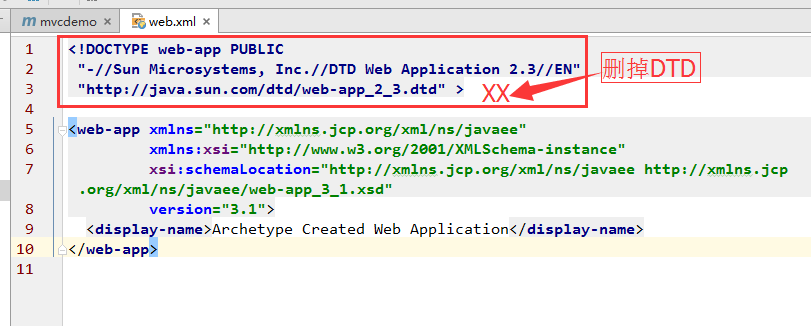 mvcdemo × web.xml ×
1 <!DOCTYPE web-app PUBLIC
2 "-//Sun Microsystems, Inc.//DTD Web Application 2.3//EN"
3 "http://java.sun.com/dtd/web-app_2_3.dtd" > XX 删掉DTD
4
5 <web-app xmlns="http://xmlns.jcp.org/xml/ns/javaee"
6 xmlns:xsi="http://www.w3.org/2001/XMLSchema-instance"
7 xsi:schemaLocation="http://xmlns.jcp.org/xml/ns/javaee http://xmlns.jcp
.org/xml/ns/javaee/web-app_3_1.xsd"
8 version="3.1">
9 <display-name>Archetype Created Web Application</display-name>
10 </web-app>
11